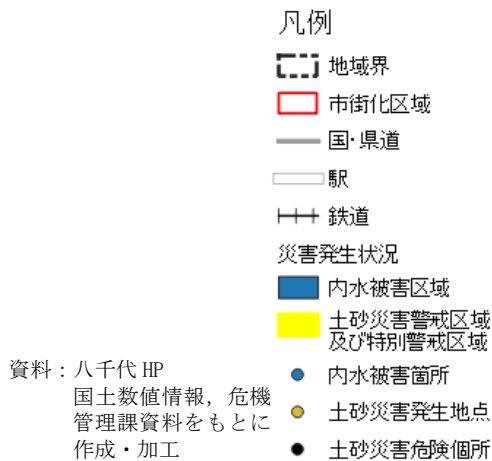 凡例
地域界
市街化区域
国・県道
駅
鉄道
災害発生状況
内水被害区域
土砂災害警戒区域
及び特別警戒区域
内水被害箇所
土砂災害発生地点
土砂災害危険個所
資料：八千代 HP
国土数値情報，危機
管理課資料をもとに
作成・加工